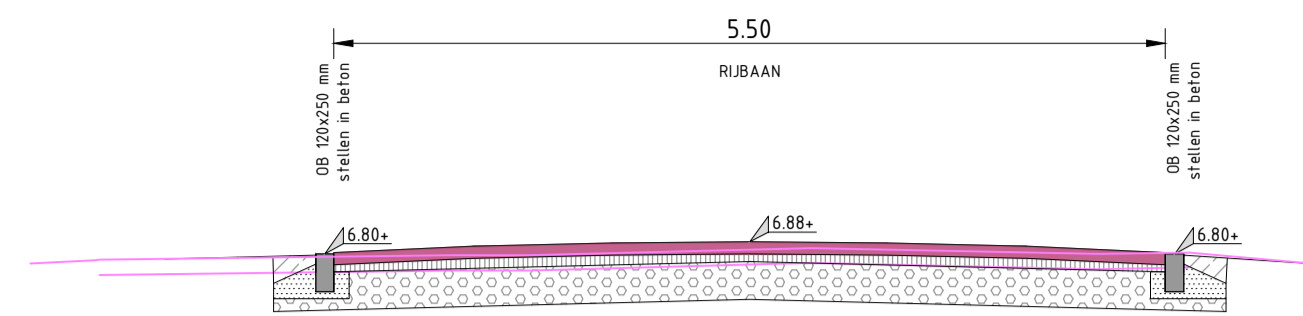 5.50
RIJBAAN
OB 120x250 mm
stellen in beton
OB 120x250 mm
stellen in beton
6.80+
6.88+
6.80+